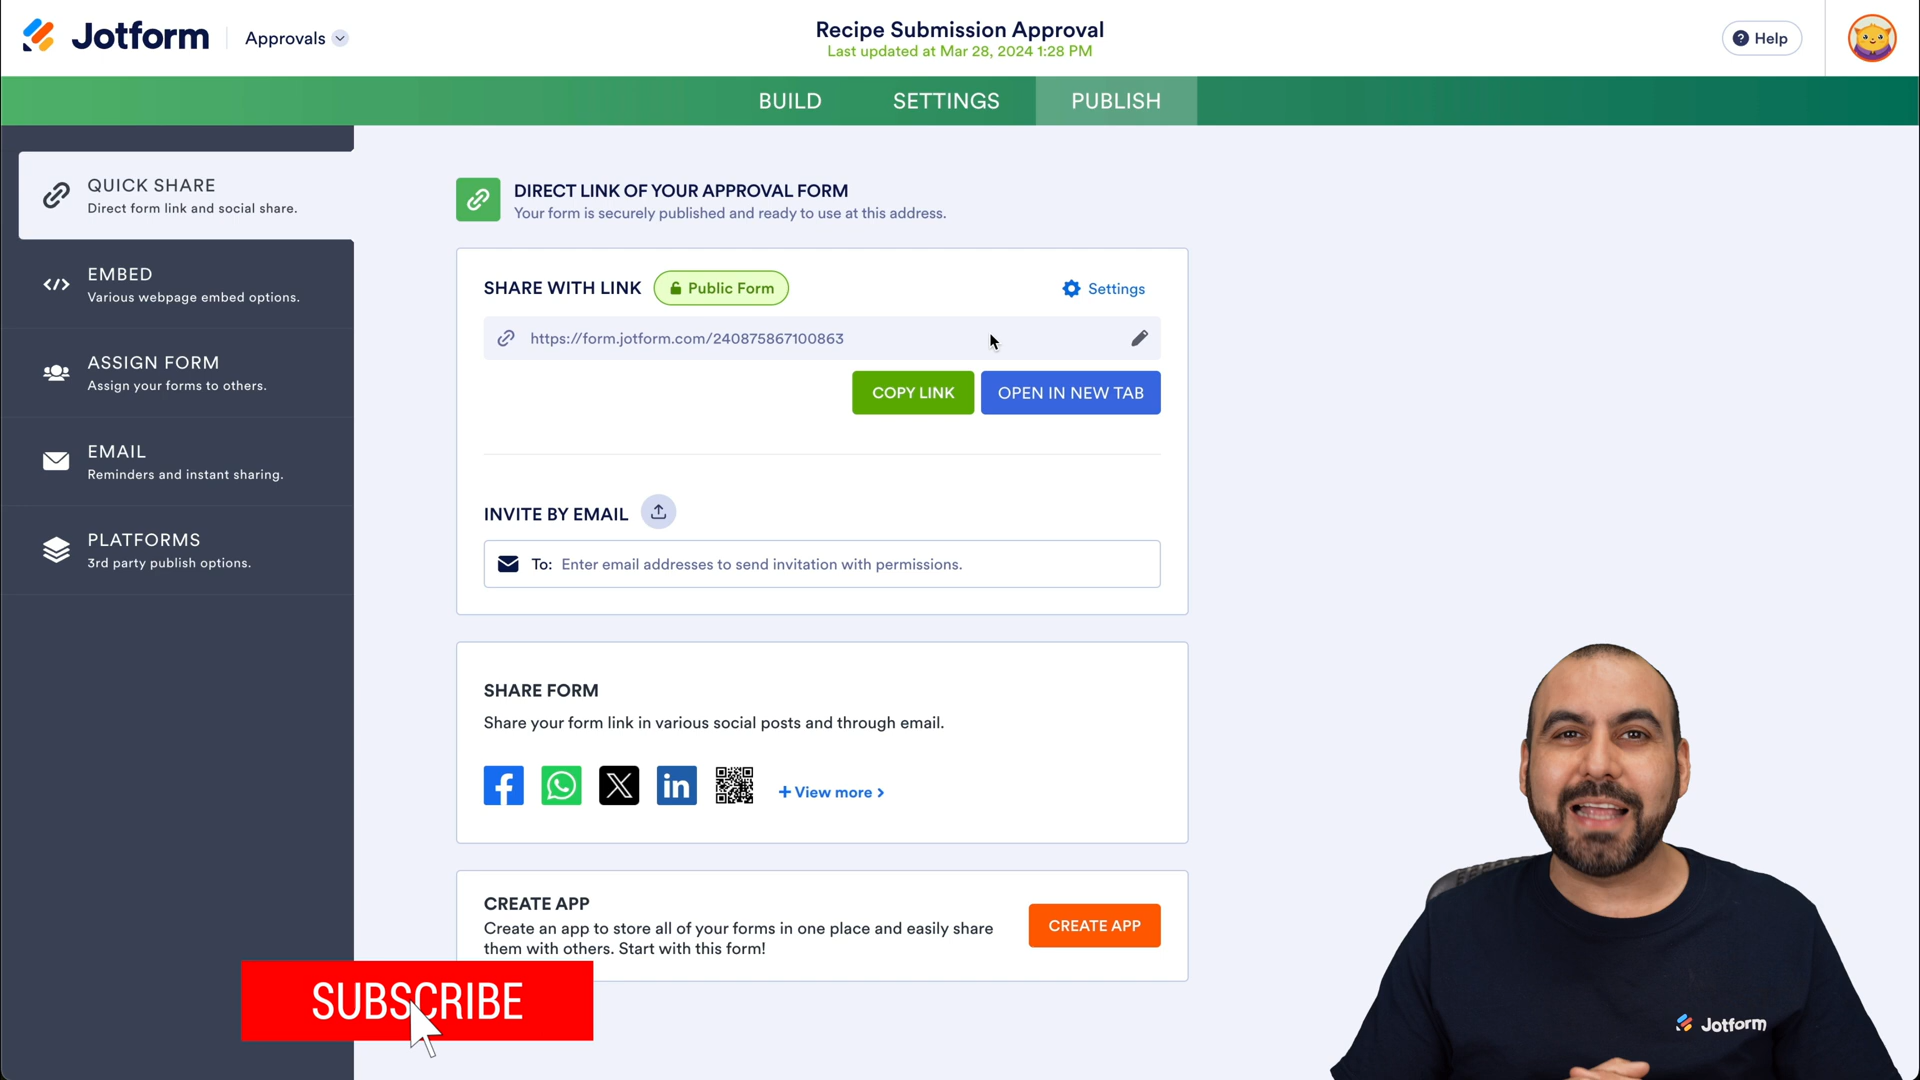 Jotform
Approvals
Recipe Submission Approval
Last updated at Mar 28, 2024 1:28 PM
Help
BUILD
SETTINGS
PUBLISH
QUICK SHARE
Direct form link and social share.
EMBED
Various webpage embed options.
ASSIGN FORM
Assign your forms to others.
EMAIL
Reminders and instant sharing.
PLATFORMS
3rd party publish options.
DIRECT LINK OF YOUR APPROVAL FORM
Your form is securely published and ready to use at this address.
SHARE WITH LINK
Public Form
Settings
https://form.jotform.com/240875867100863
COPY LINK
OPEN IN NEW TAB
INVITE BY EMAIL
To: Enter email addresses to send invitation with permissions.
SHARE FORM
Share your form link in various social posts and through email.
+ View more >
CREATE APP
Create an app to store all of your forms in one place and easily share
them with others. Start with this form!
CREATE APP
SUBSCRIBE
Jotform